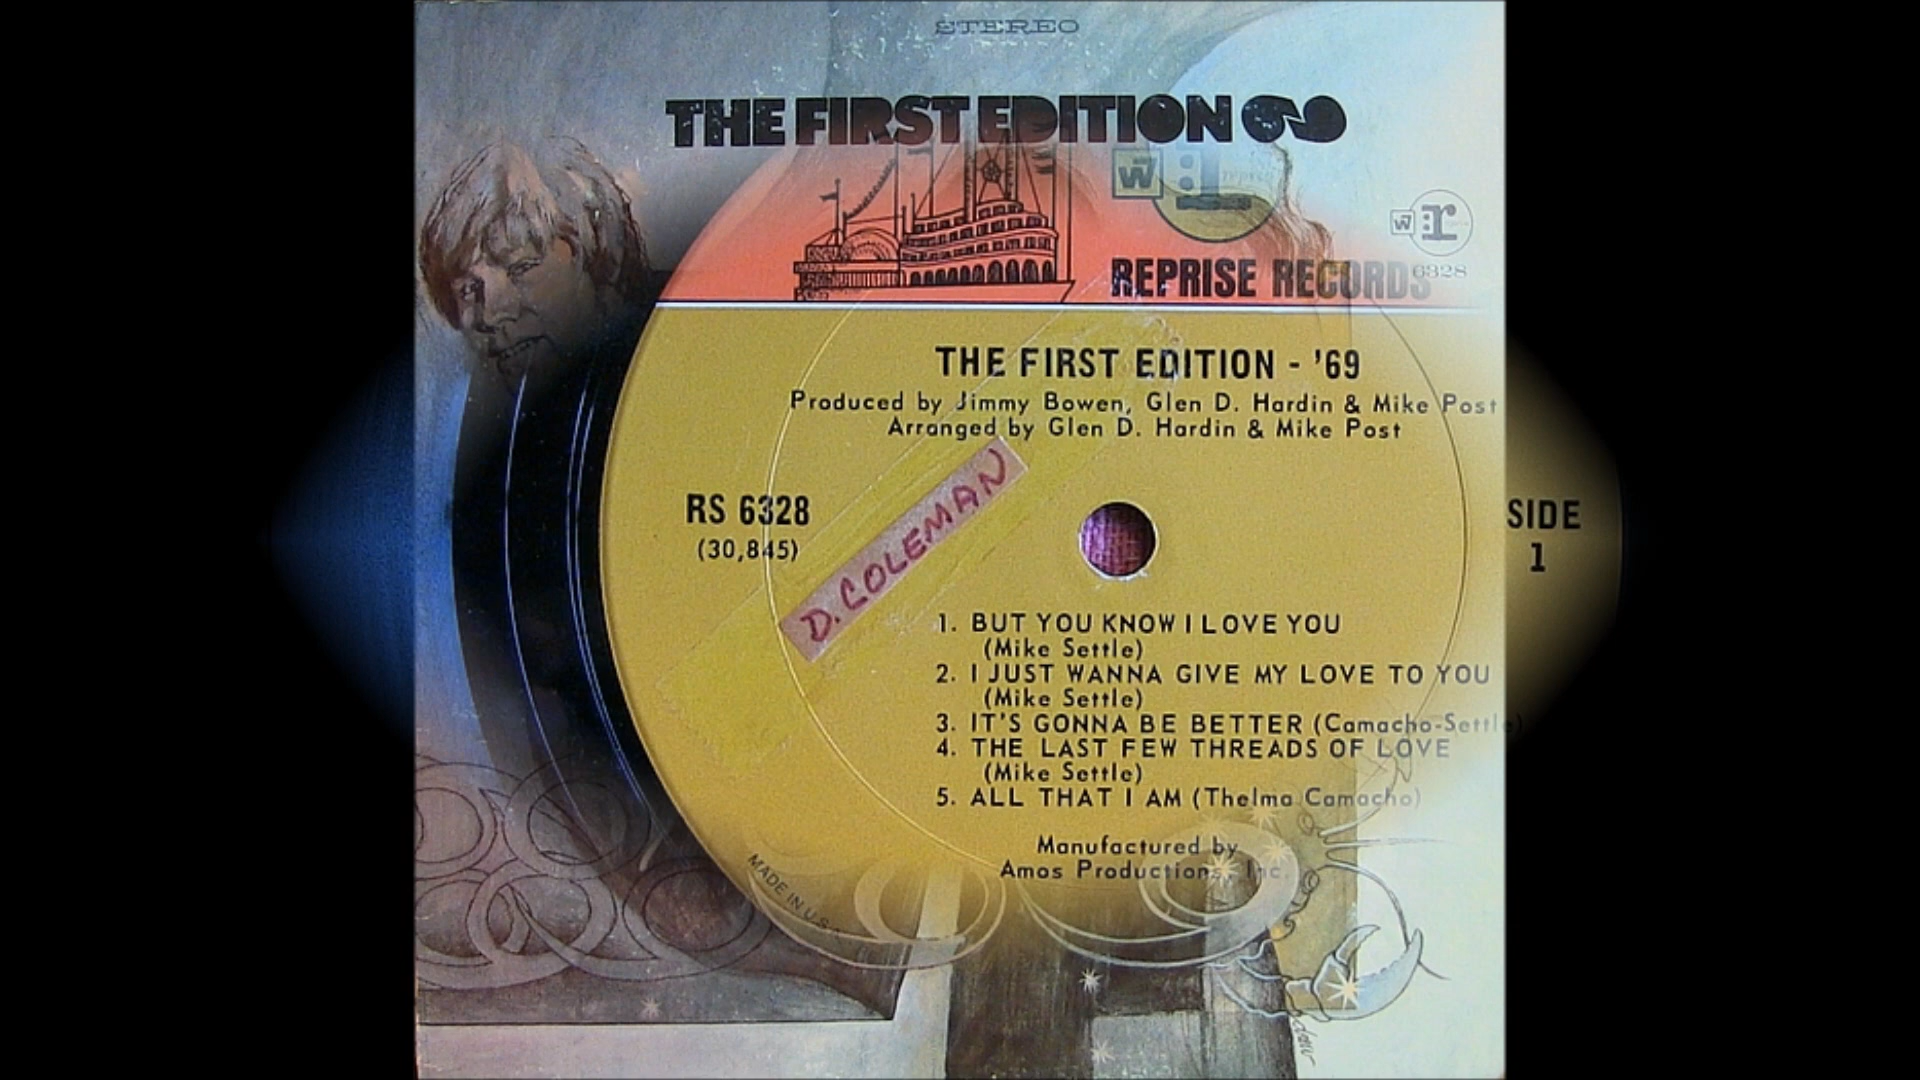 STEREO
THE FIRST EDITION 69
W: r reprise
W: r
REPRISE RECORDS
6328
THE FIRST EDITION - '69
Produced by Jimmy Bowen, Glen D. Hardin & Mike Post
Arranged by Glen D. Hardin & Mike Post
D. COLEMAN
RS 6328
(30,845)
SIDE
1
1. BUT YOU KNOW I LOVE YOU
(Mike Settle)
2. I JUST WANNA GIVE MY LOVE TO YOU
(Mike Settle)
3. IT'S GONNA BE BETTER (Camacho-Settle)
4. THE LAST FEW THREADS OF LOVE
(Mike Settle)
5. ALL THAT I AM (Thelma Camacho)
Manufactured by
Amos Productions, Inc.
MADE IN U.S.A.